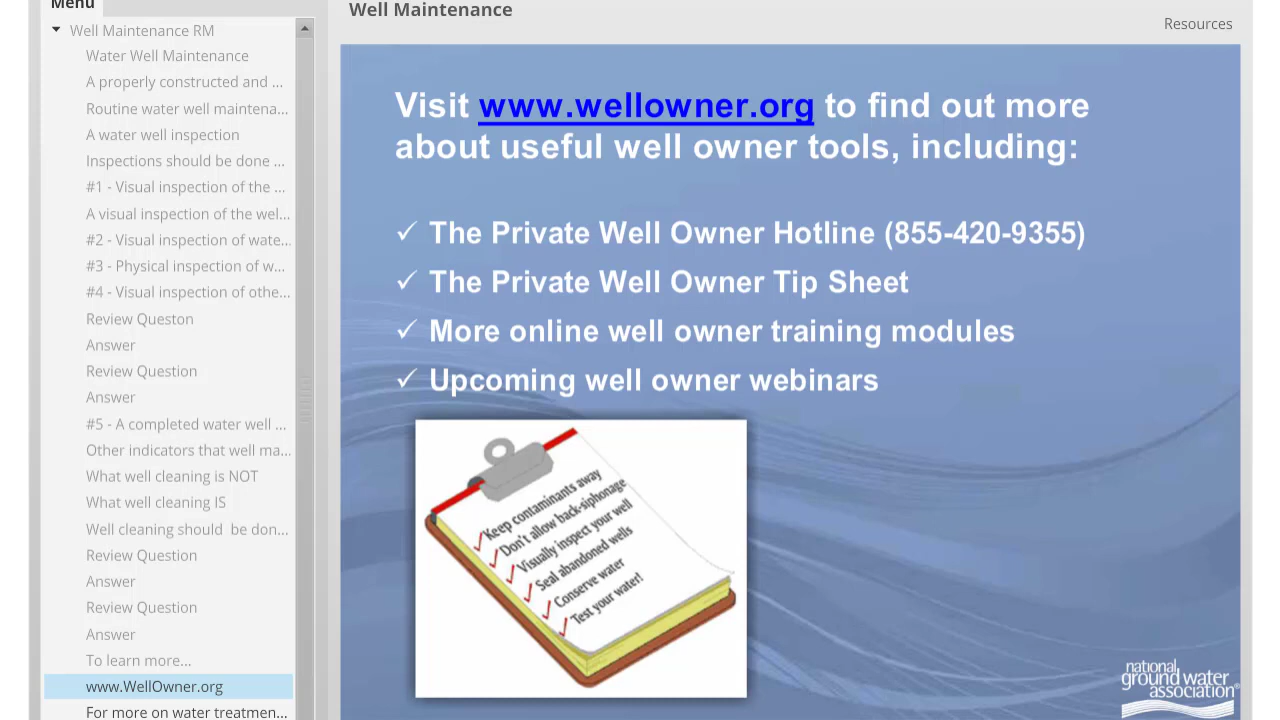 Menu
Well Maintenance
Resources
Well Maintenance RM
Water Well Maintenance
A properly constructed and ...
Routine water well maintena...
A water well inspection
Inspections should be done ...
#1 - Visual inspection of the ...
A visual inspection of the wel...
#2 - Visual inspection of wate...
#3 - Physical inspection of w...
#4 - Visual inspection of othe...
Review Queston
Answer
Review Question
Answer
#5 - A completed water well ...
Other indicators that well ma...
What well cleaning is NOT
What well cleaning IS
Well cleaning should  be don...
Review Question
Answer
Review Question
Answer
To learn more...
www.WellOwner.org
For more on water treatmen...
Visit www.wellowner.org to find out more
about useful well owner tools, including:
✓ The Private Well Owner Hotline (855-420-9355)
✓ The Private Well Owner Tip Sheet
✓ More online well owner training modules
✓ Upcoming well owner webinars
✓Keep contaminants away
✓Don't allow back-siphonage
✓Visually inspect your well
✓Seal abandoned wells
✓Conserve water
✓Test your water!
national
ground water
association®